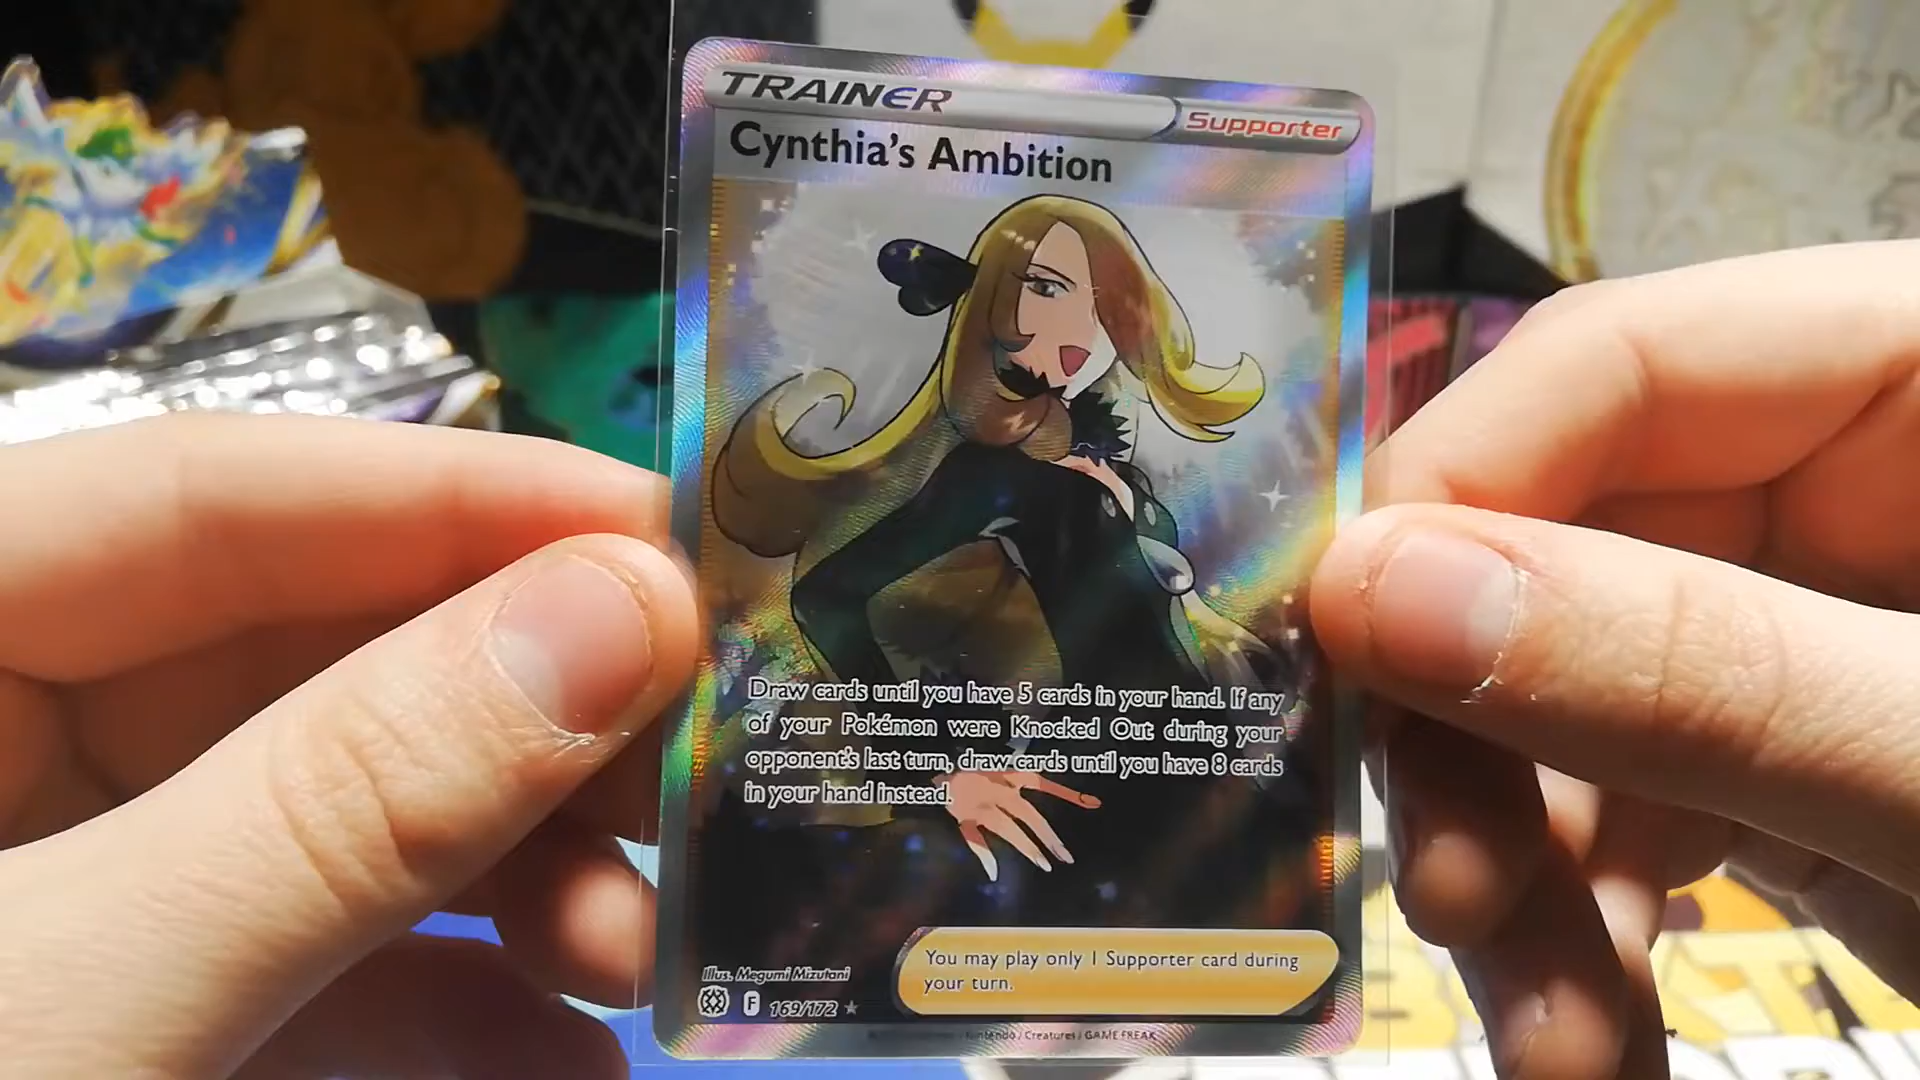 TRAINER
Supporter
Cynthia's Ambition
Draw cards until you have 5 cards in your hand. If any
of your Pokémon were Knocked Out during your
opponent's last turn, draw cards until you have 8 cards
in your hand instead.
You may play only 1 Supporter card during
your turn.
Illus. Megumi Mizutani
F 169/172
Nintendo / Creatures / GAME FREAK